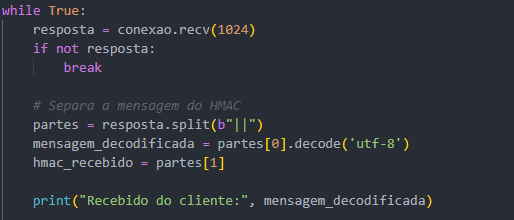 while True:
    resposta = conexao.recv(1024)
    if not resposta:
        break

    # Separa a mensagem do HMAC
    partes = resposta.split(b"||")
    mensagem_decodificada = partes[0].decode('utf-8')
    hmac_recebido = partes[1]

    print("Recebido do cliente:", mensagem_decodificada)